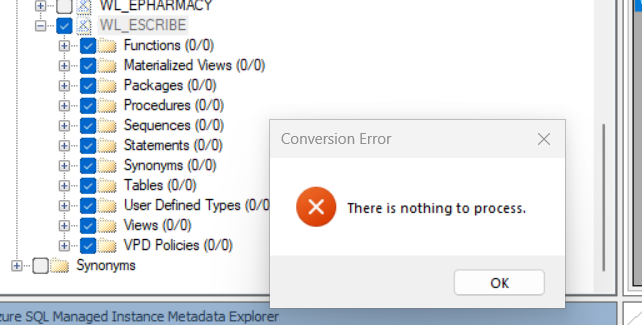 WL_EPHARMACY
WL_ESCRIBE
Functions (0/0)
Materialized Views (0/0)
Packages (0/0)
Procedures (0/0)
Sequences (0/0)
Statements (0/0)
Synonyms (0/0)
Tables (0/0)
User Defined Types (0/0
Views (0/0)
VPD Policies (0/0)
Synonyms
Conversion Error
There is nothing to process.
OK
zure SQL Managed Instance Metadata Explorer